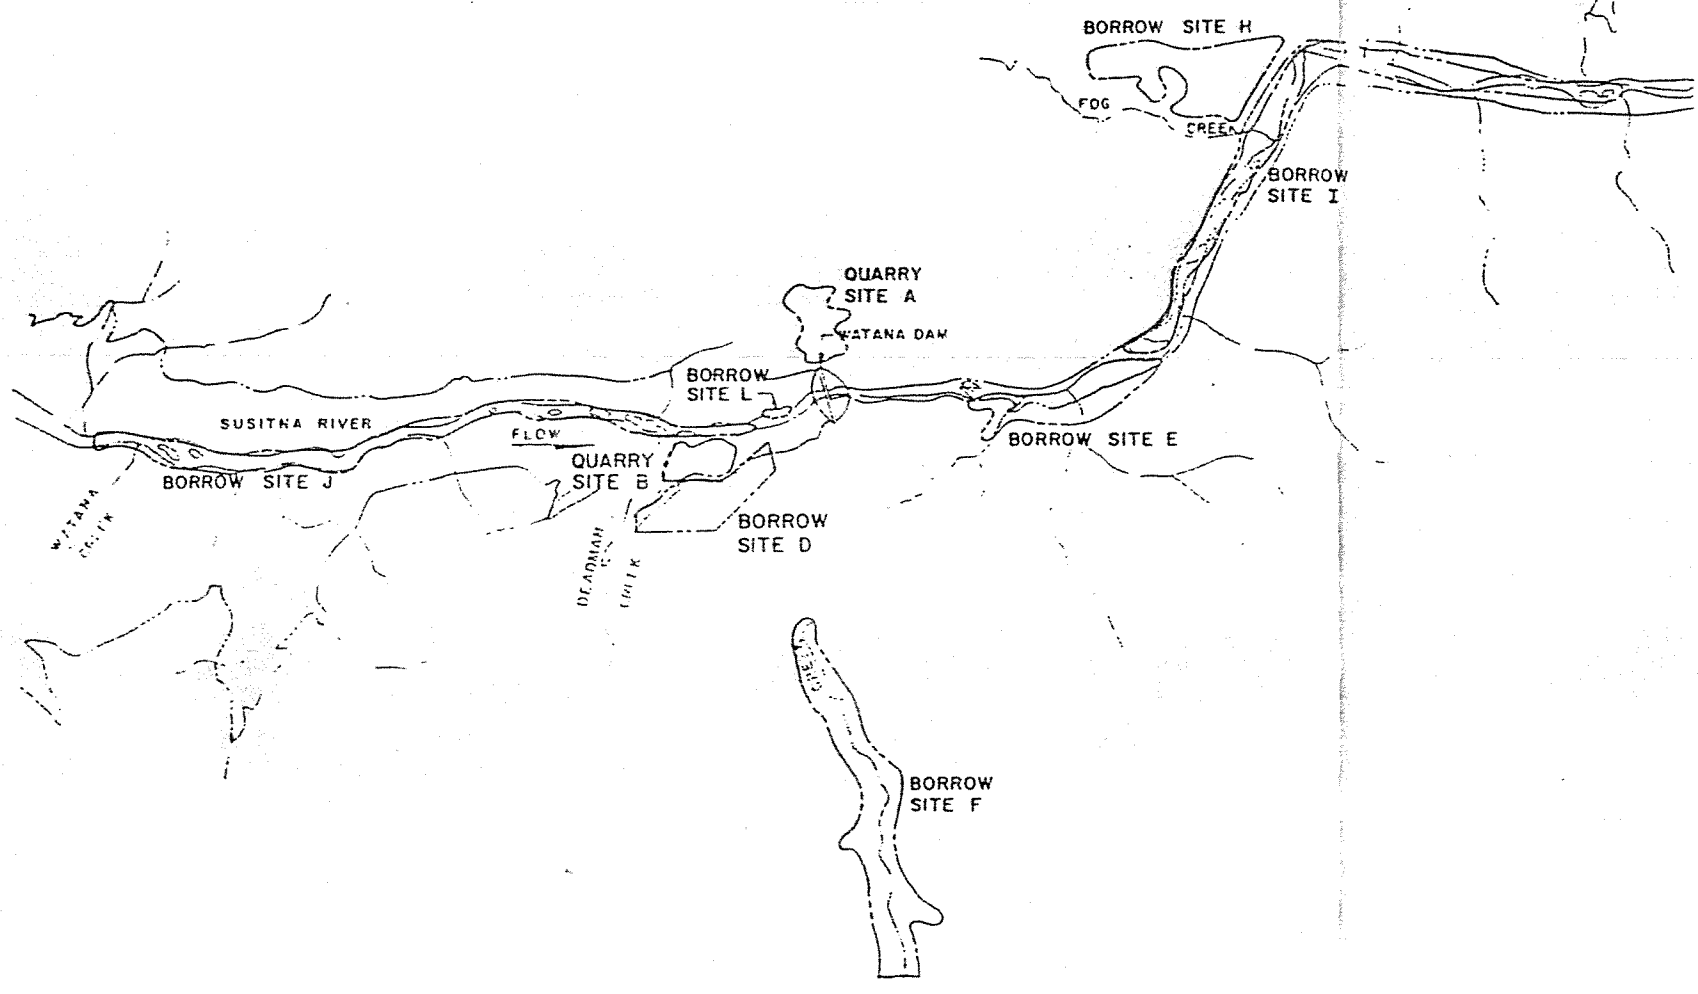 BORROW SITE H
FOG
CREEK
BORROW
SITE I
QUARRY
SITE A
WATANA DAM
BORROW
SITE L
SUSITNA RIVER
FLOW
BORROW SITE E
QUARRY
SITE B
BORROW SITE J
WATANA
CREEK
BORROW
SITE D
DEADMAN
CREEK
BORROW
SITE F